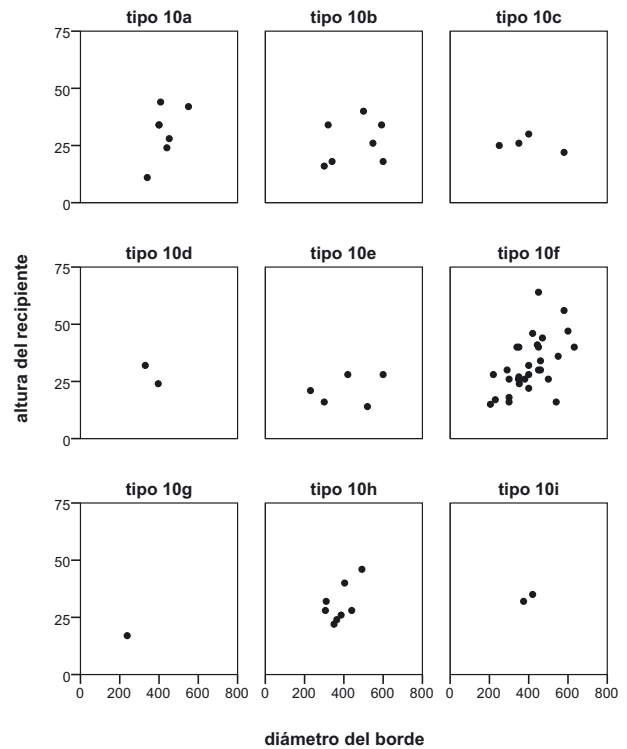 tipo 10a tipo 10b tipo 10c
75
50
25
0
tipo 10d tipo 10e tipo 10f
75
50
25
0
altura del recipiente
tipo 10g tipo 10h tipo 10i
75
50
25
0
0 200 400 600 800 0 200 400 600 800 0 200 400 600 800
diámetro del borde